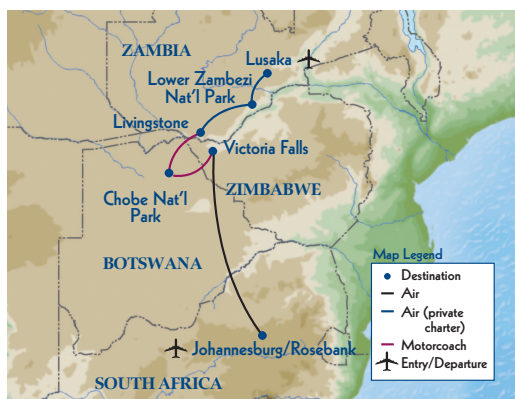 ZAMBIA
Lusaka
Lower Zambezi
Nat'l Park
Livingstone
Victoria Falls
ZIMBABWE
Chobe Nat'l
Park
BOTSWANA
Johannesburg/Rosebank
SOUTH AFRICA
Map Legend
Destination
Air
Air (private
charter)
Motorcoach
Entry/Departure